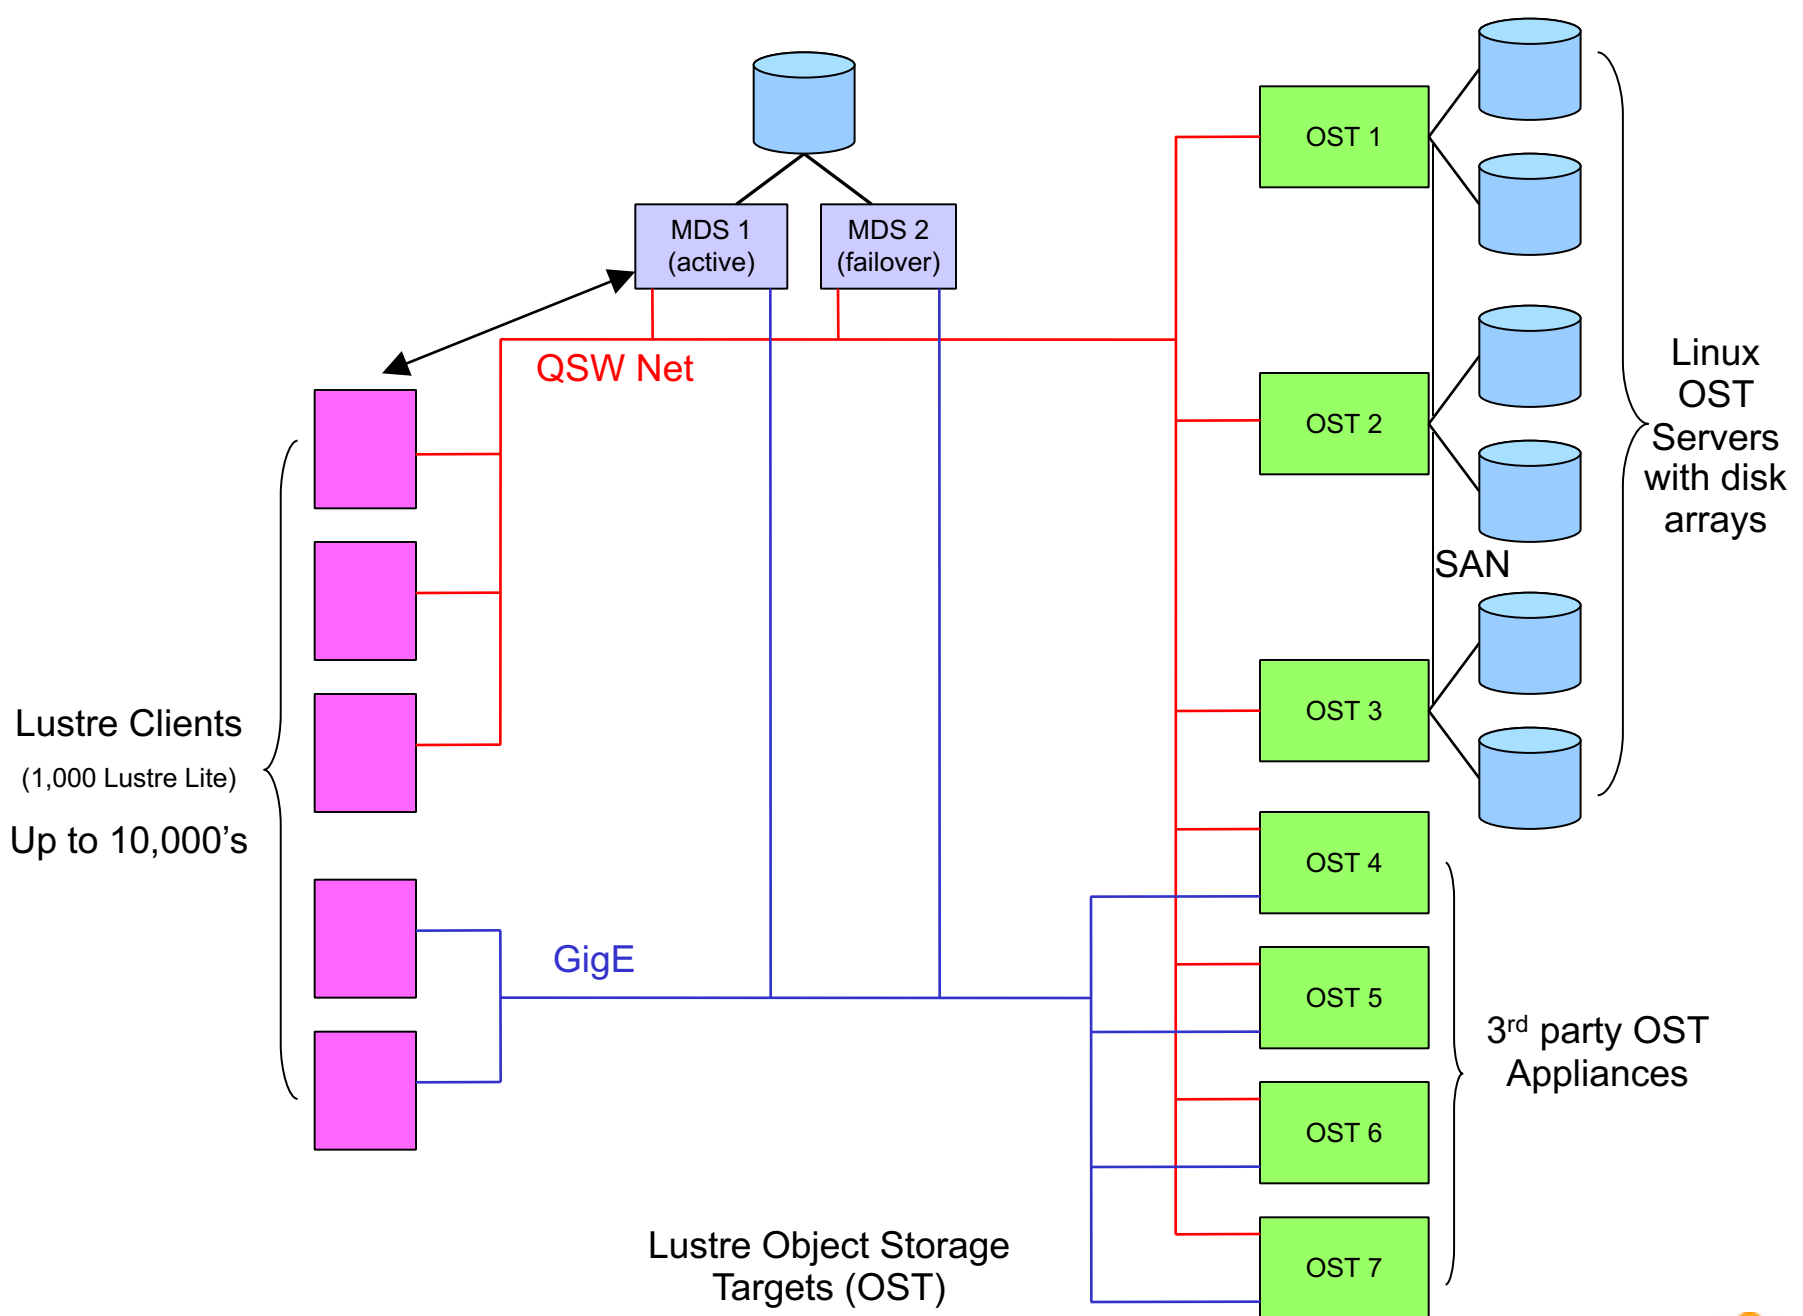 OST 1
MDS 1
(active)
MDS 2
(failover)
QSW Net
OST 2
Linux
OST
Servers
with disk
arrays
SAN
OST 3
Lustre Clients
(1,000 Lustre Lite)
Up to 10,000’s
OST 4
GigE
OST 5
3rd party OST
Appliances
OST 6
Lustre Object Storage
Targets (OST)
OST 7